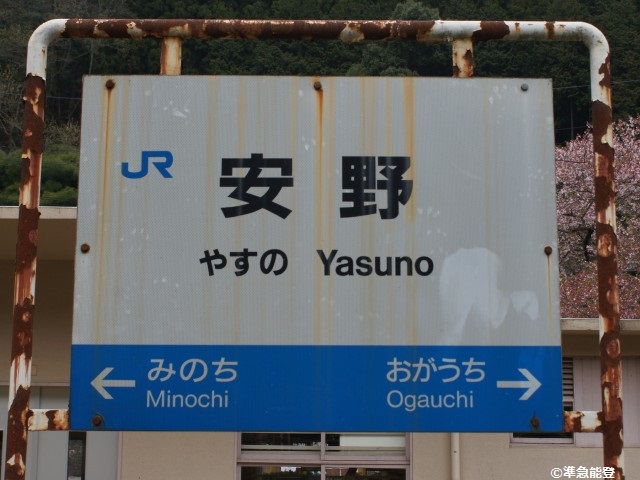 JR
安野
やすの Yasuno
← みのち おがうち →
Minochi Ogauchi
©準急能登